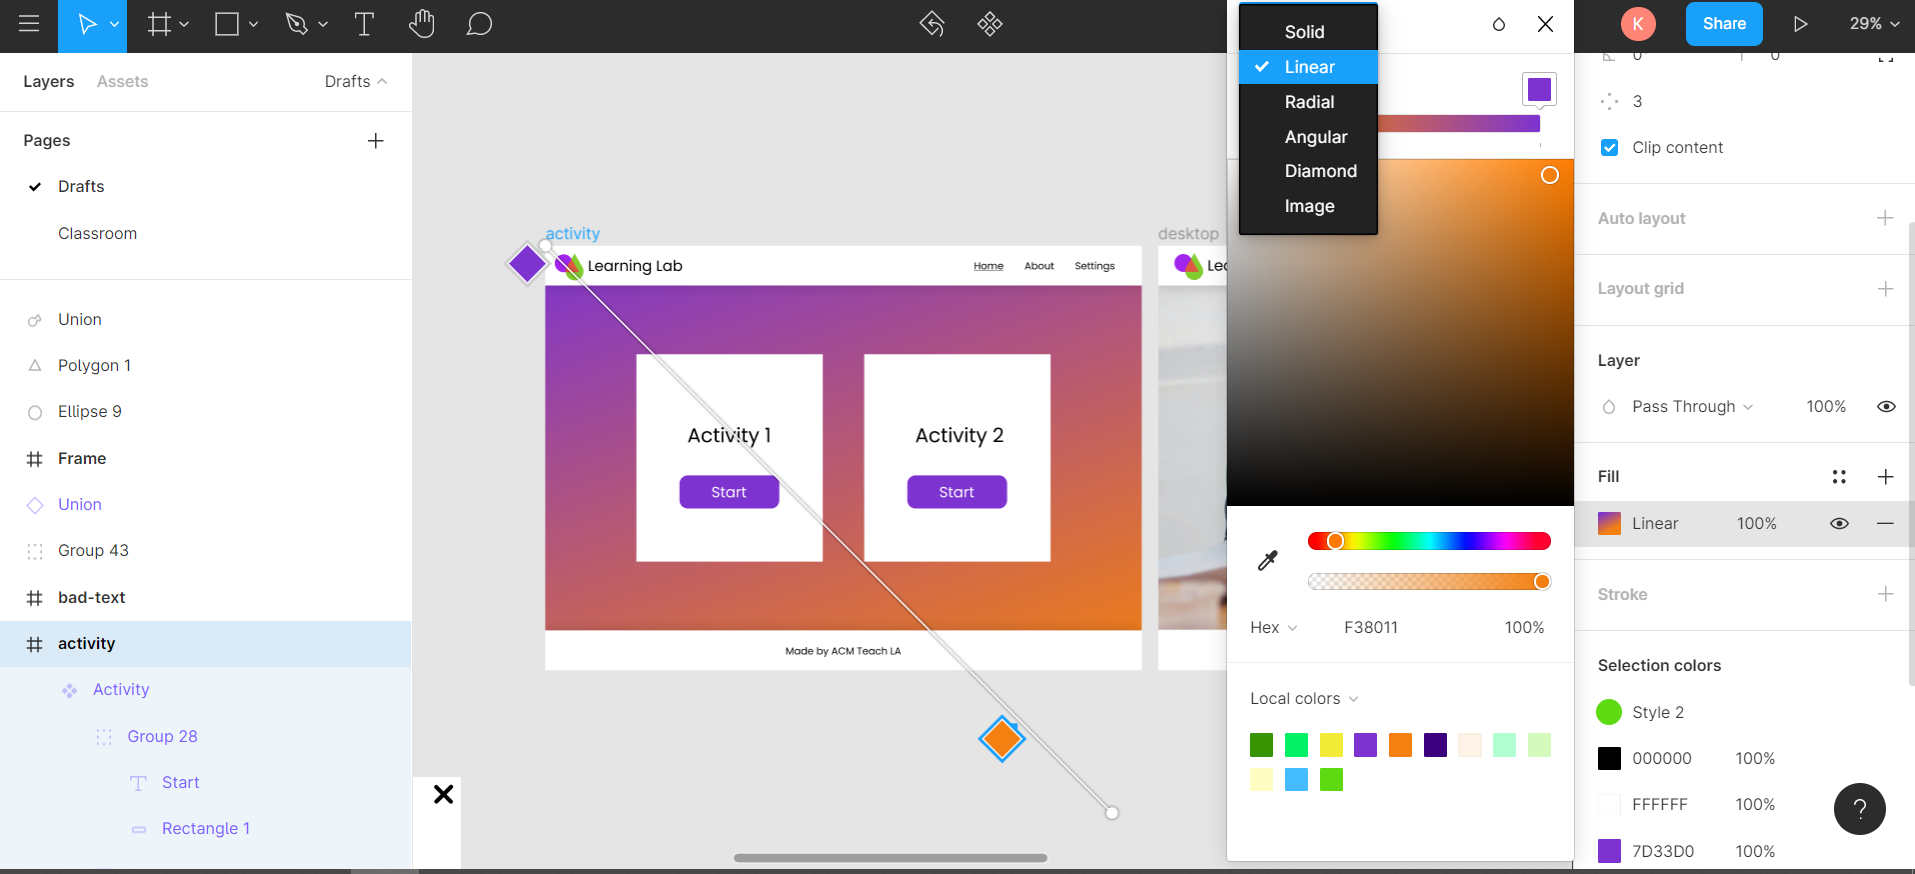 K
Share
29%
Layers
Assets
Drafts
Pages
Drafts
Classroom
Union
Polygon 1
Ellipse 9
Frame
Union
Group 43
bad-text
activity
Activity
Group 28
Start
Rectangle 1
activity
Learning Lab
Home
About
Settings
Activity 1
Start
Activity 2
Start
Made by ACM Teach LA
desktop
Solid
Linear
Radial
Angular
Diamond
Image
Hex
F38011
100%
Local colors
3
Clip content
Auto layout
Layout grid
Layer
Pass Through
100%
Fill
Linear
100%
Stroke
Selection colors
Style 2
000000
100%
FFFFFF
100%
7D33D0
100%
?